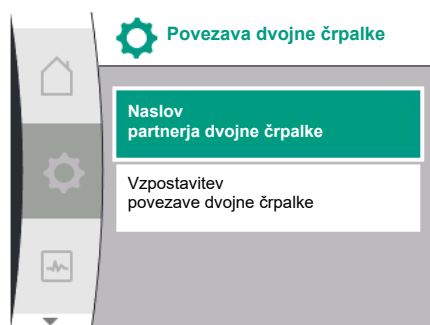 Povezava dvojne črpalke
Naslov
partnerja dvojne črpalke
Vzpostavitev
povezave dvojne črpalke